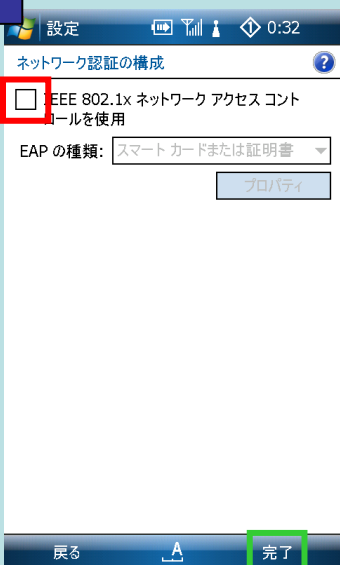 設定 0:32
ネットワーク認証の構成
IEEE 802.1x ネットワーク アクセス コント
ロールを使用
EAP の種類: スマート カードまたは証明書
プロパティ
戻る A 完了